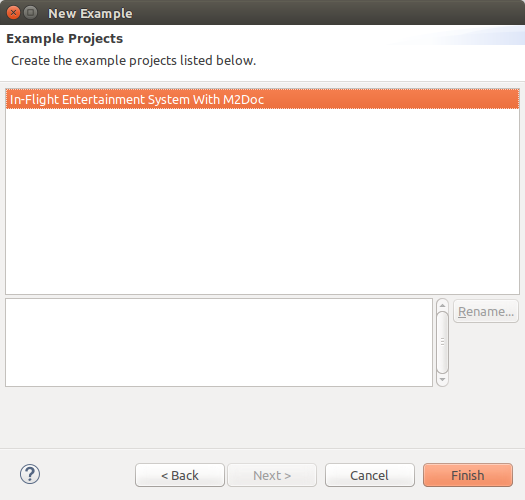 New Example
Example Projects
Create the example projects listed below.
In-Flight Entertainment System With M2Doc
Rename...
?
< Back
Next >
Cancel
Finish